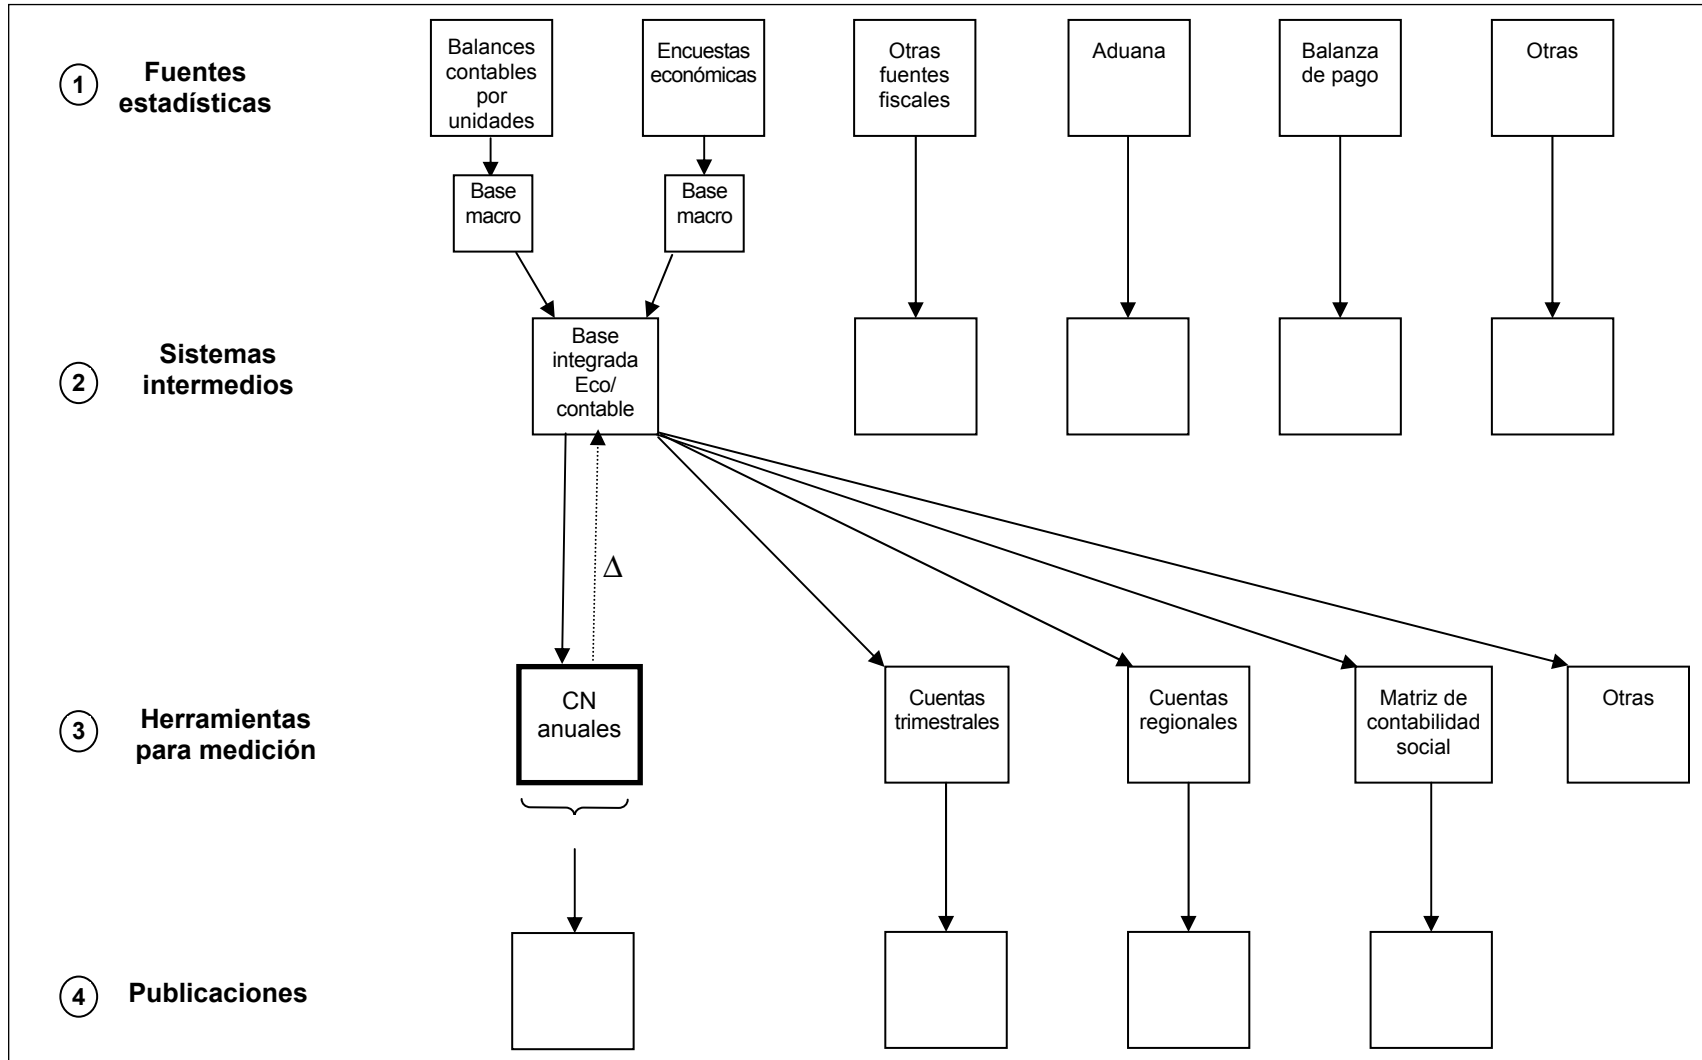 1
Fuentes
estadísticas
Balances
contables
por
unidades
Encuestas
económicas
Otras
fuentes
fiscales
Aduana
Balanza
de pago
Otras
Base
macro
Base
macro
2
Sistemas
intermedios
Base
integrada
Eco/
contable
Δ
3
Herramientas
para medición
CN
anuales
Cuentas
trimestrales
Cuentas
regionales
Matriz de
contabilidad
social
Otras
4
Publicaciones